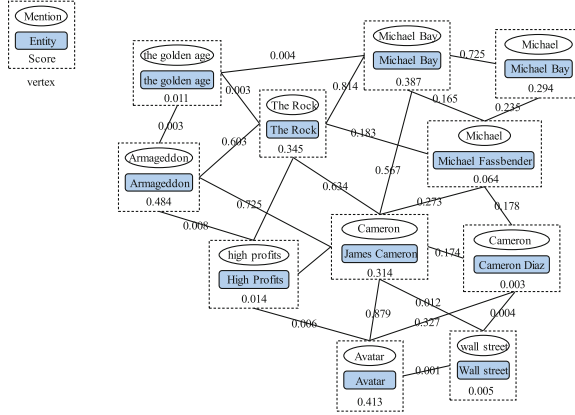 Mention
Entity
Score
vertex
the golden age
the golden age
0.011
Michael Bay
Michael Bay
0.387
Michael
Michael Bay
0.294
The Rock
The Rock
0.345
Michael
Michael Fassbender
0.064
Armageddon
Armageddon
0.484
high profits
High Profits
0.014
Cameron
James Cameron
0.314
Cameron
Cameron Diaz
0.003
Avatar
Avatar
0.413
wall street
Wall street
0.005
0.004
0.725
0.003
0.814
0.165
0.235
0.003
0.603
0.183
0.567
0.725
0.634
0.273
0.178
0.008
0.174
0.012
0.006
0.879
0.327
0.004
0.001